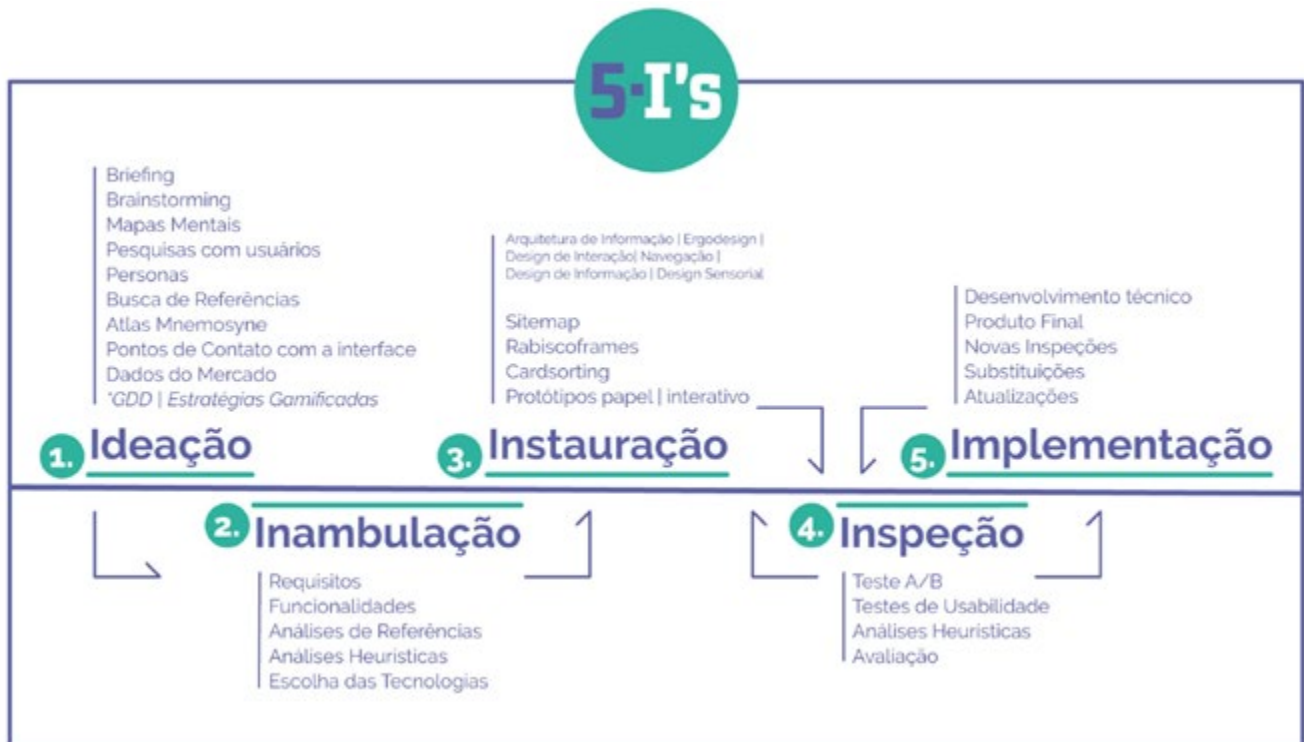 5·I's
Briefing
Brainstorming
Mapas Mentais
Pesquisas com usuários
Personas
Busca de Referências
Atlas Mnemosyne
Pontos de Contato com a interface
Dados do Mercado
*GDD | Estratégias Gamificadas
1. Ideação
2. Inambulação
Requisitos
Funcionalidades
Análises de Referências
Análises Heurísticas
Escolha das Tecnologias
Arquitetura de Informação | Ergodesign |
Design de Interação| Navegação |
Design de Informação | Design Sensorial
Sitemap
Rabiscoframes
Cardsorting
Protótipos papel | interativo
3. Instauração
4. Inspeção
Teste A/B
Testes de Usabilidade
Análises Heurísticas
Avaliação
Desenvolvimento técnico
Produto Final
Novas Inspeções
Substituições
Atualizações
5. Implementação